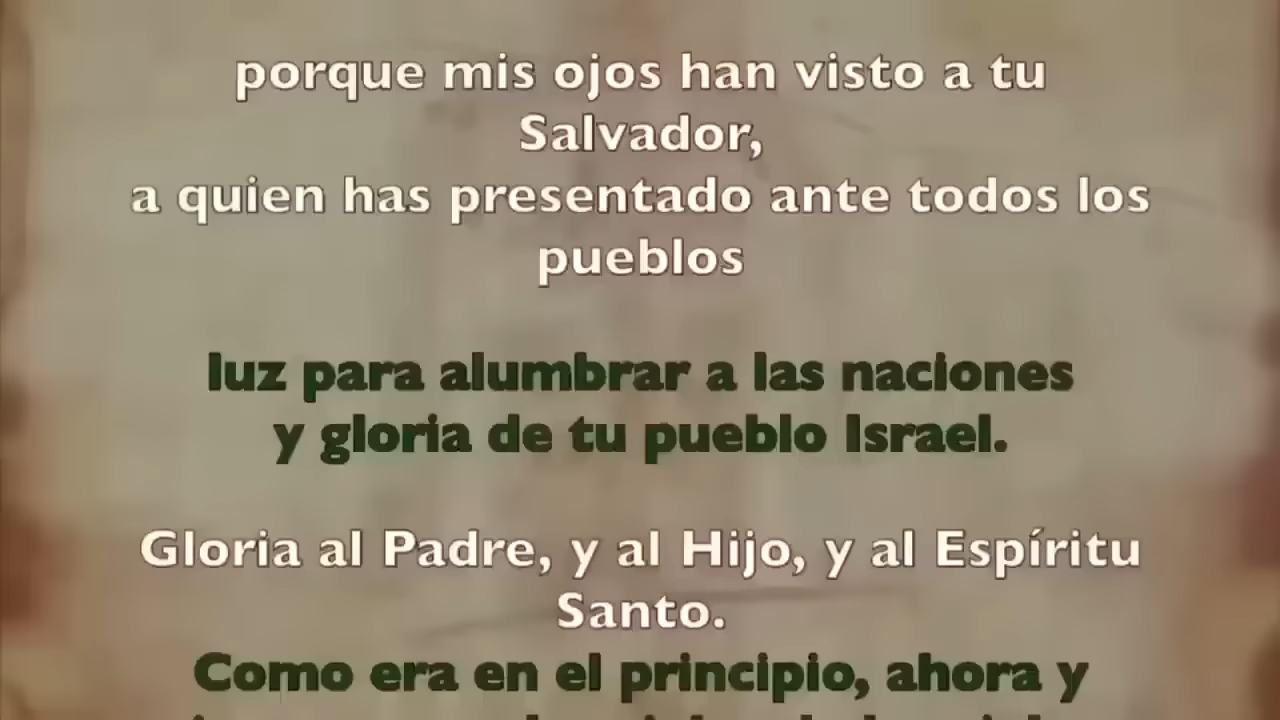 porque mis ojos han visto a tu
Salvador,
a quien has presentado ante todos los
pueblos
luz para alumbrar a las naciones
y gloria de tu pueblo Israel.
Gloria al Padre, y al Hijo, y al Espíritu
Santo.
Como era en el principio, ahora y